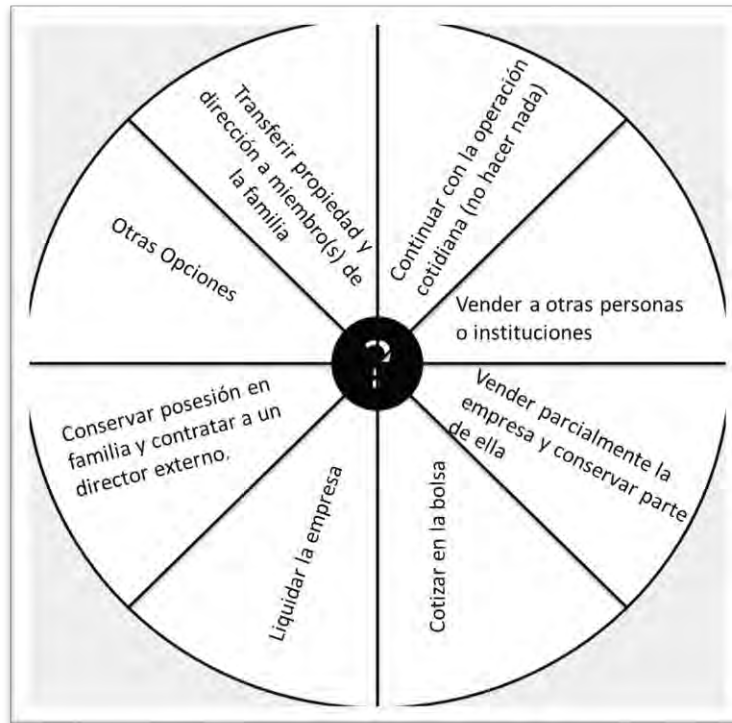 Transferir propiedad y
dirección a miembro(s) de
la familia
Continuar con la operación
cotidiana (no hacer nada)
Otras Opciones
Vender a otras personas
o instituciones
?
Conservar posesión en
familia y contratar a un
director externo.
Vender parcialmente la
empresa y conservar parte
de ella
Liquidar la empresa
Cotizar en la bolsa